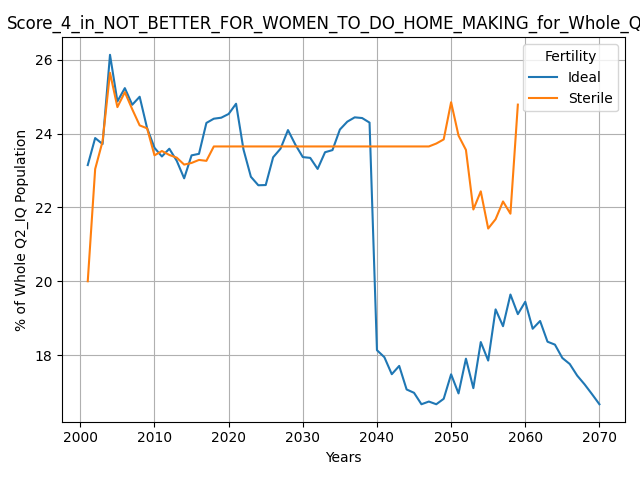 Score_4_in_NOT_BETTER_FOR_WOMEN_TO_DO_HOME_MAKING_for_Whole_Q
Fertility
Ideal
Sterile
% of Whole Q2_IQ Population
26
24
22
20
18
2000 2010 2020 2030 2040 2050 2060 2070
Years